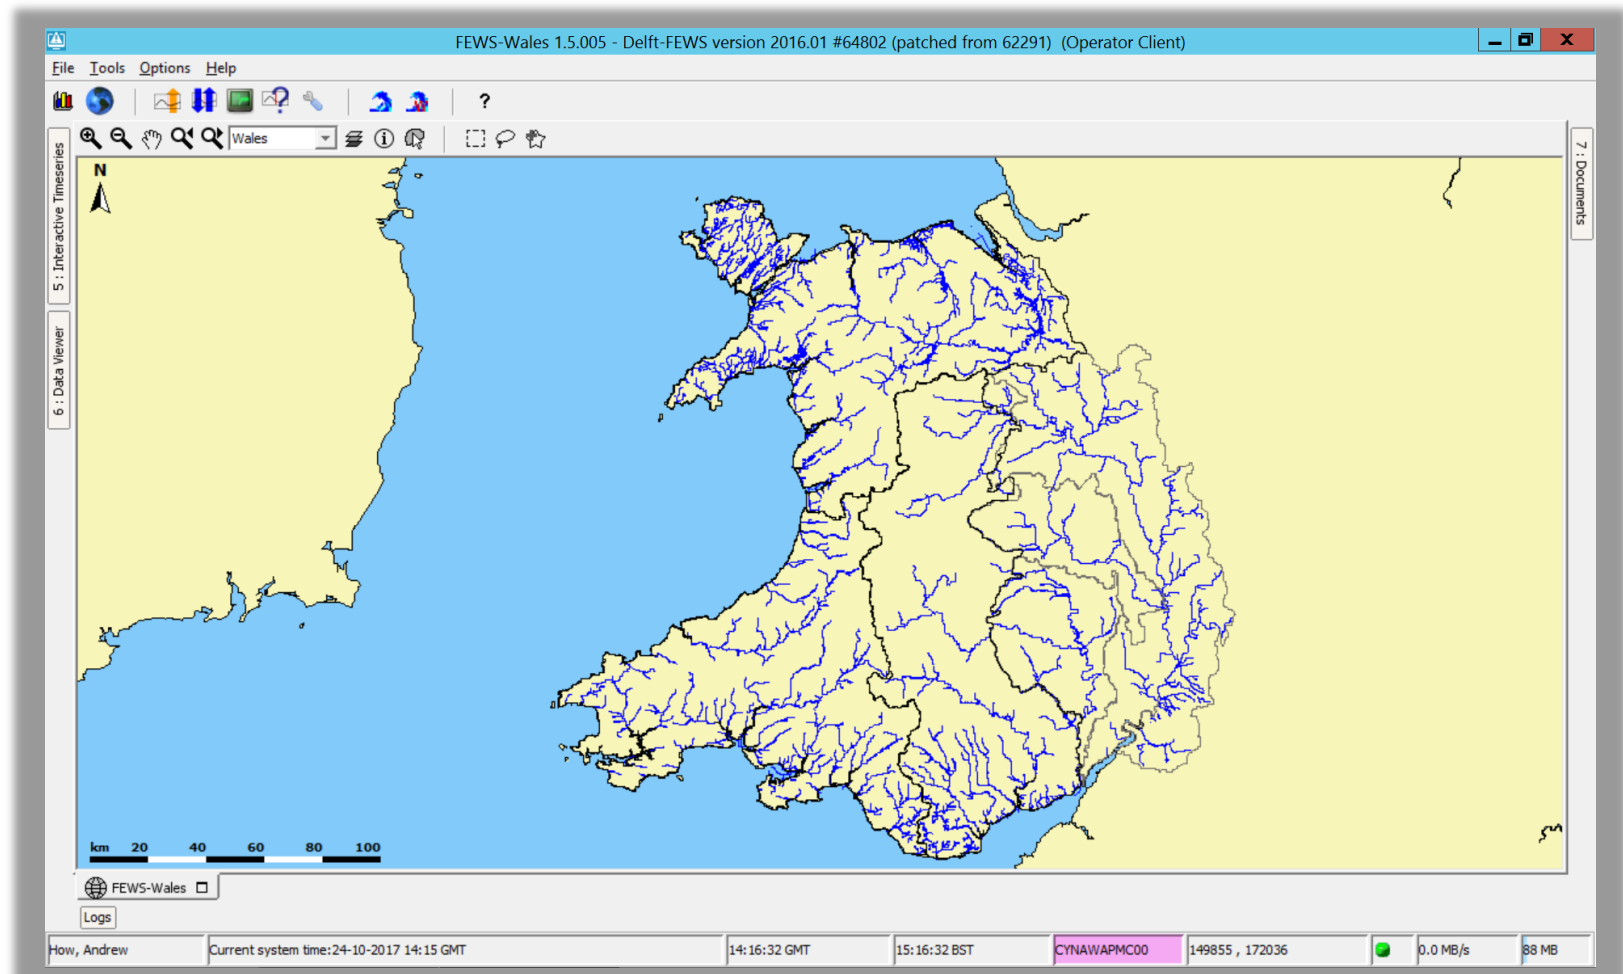 FEWS-Wales 1.5.005 - Delft-FEWS version 2016.01 #64802 (patched from 62291)  (Operator Client)
File Tools Options Help
?
Wales
5 : Interactive Timeseries
6 : Data Viewer
7 : Documents
N
km 20 40 60 80 100
FEWS-Wales
Logs
How, Andrew
Current system time:24-10-2017 14:15 GMT
14:16:32 GMT
15:16:32 BST
CYNAWAPMC00
149855 , 172036
0.0 MB/s
88 MB